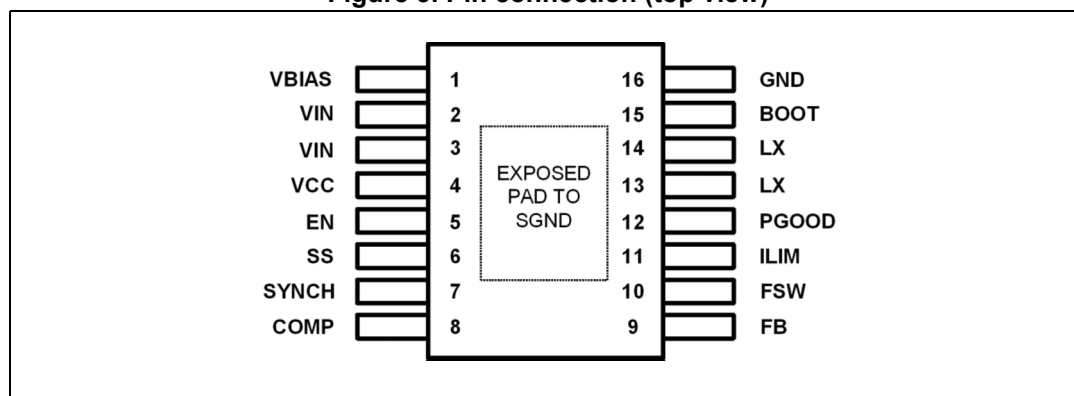 Figure Pin connection (top view)
VBIAS 1 16 GND
VIN 2 15 BOOT
VIN 3 14 LX
VCC 4 13 LX
EN 5 12 PGOOD
SS 6 11 ILIM
SYNCH 7 10 FSW
COMP 8 9 FB
EXPOSED
PAD TO
SGND